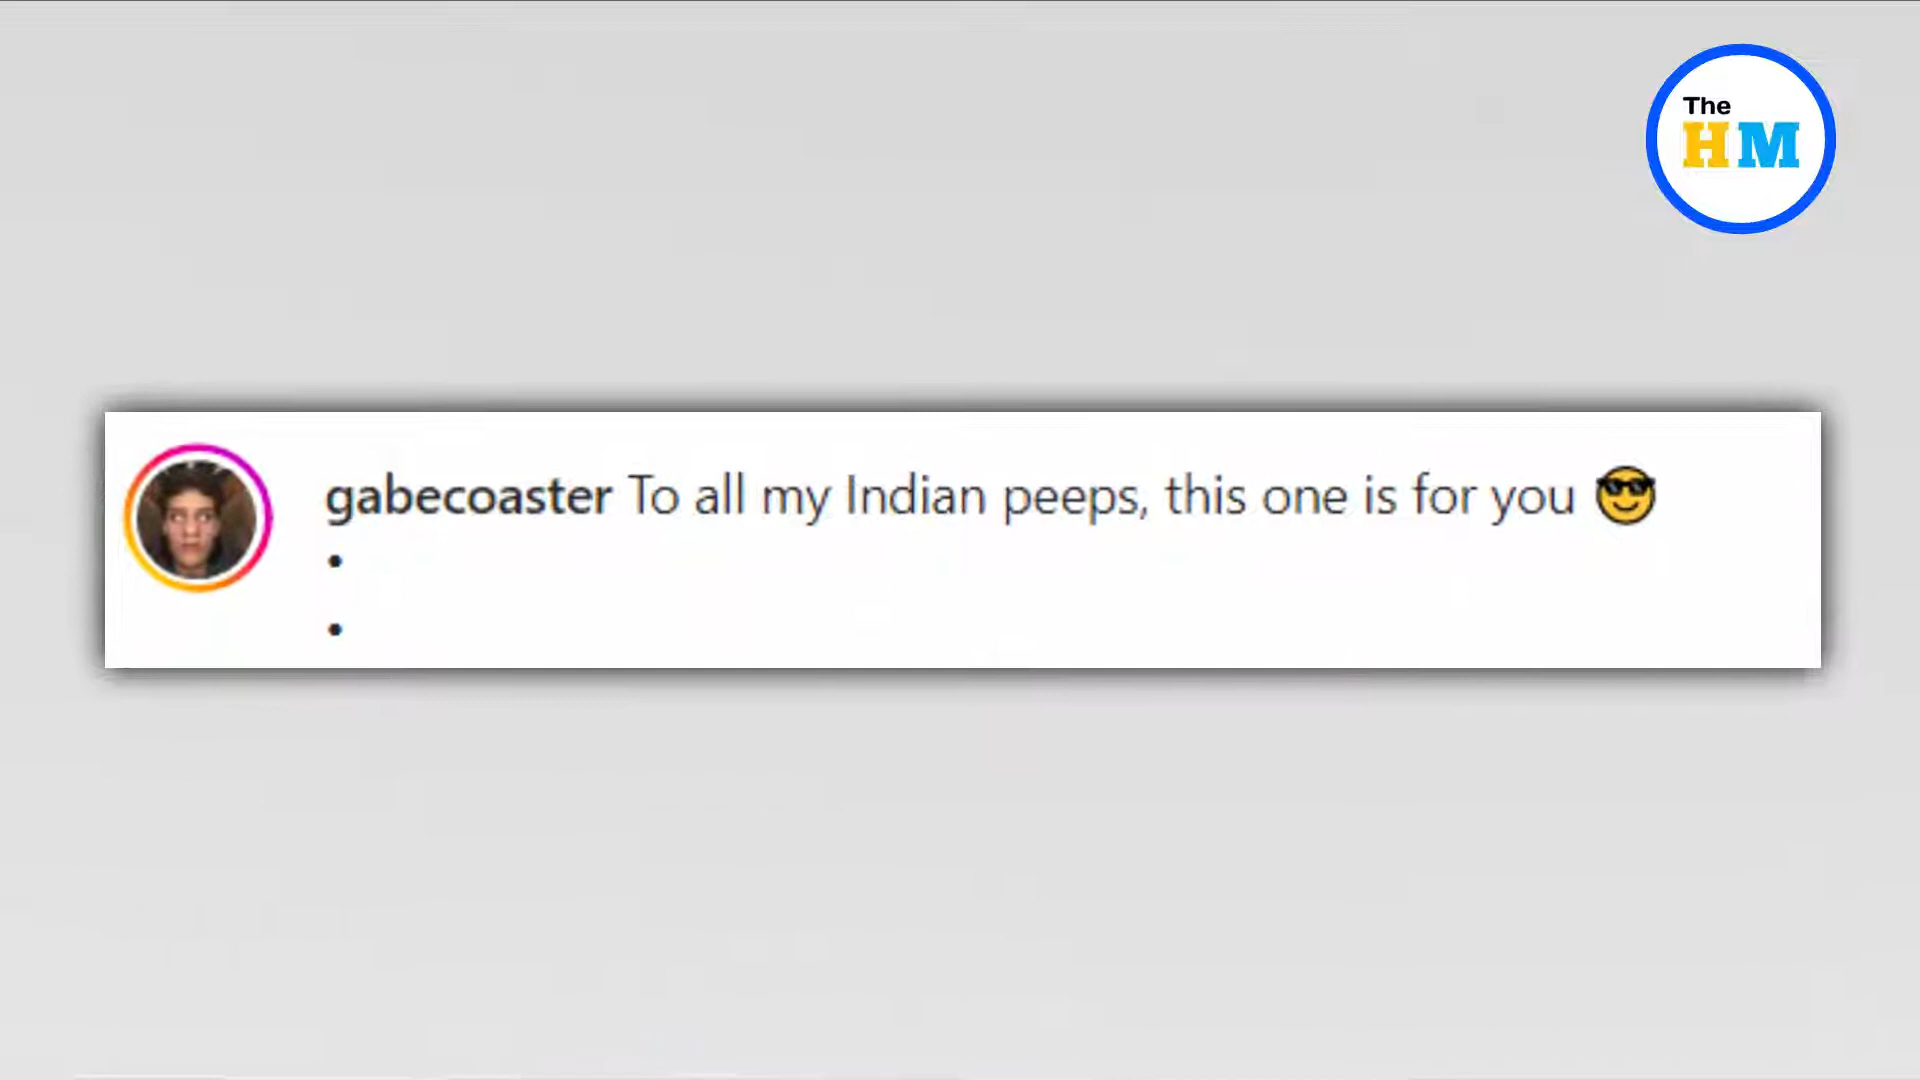 The
HM
gabecoaster To all my Indian peeps, this one is for you 😎
•
•